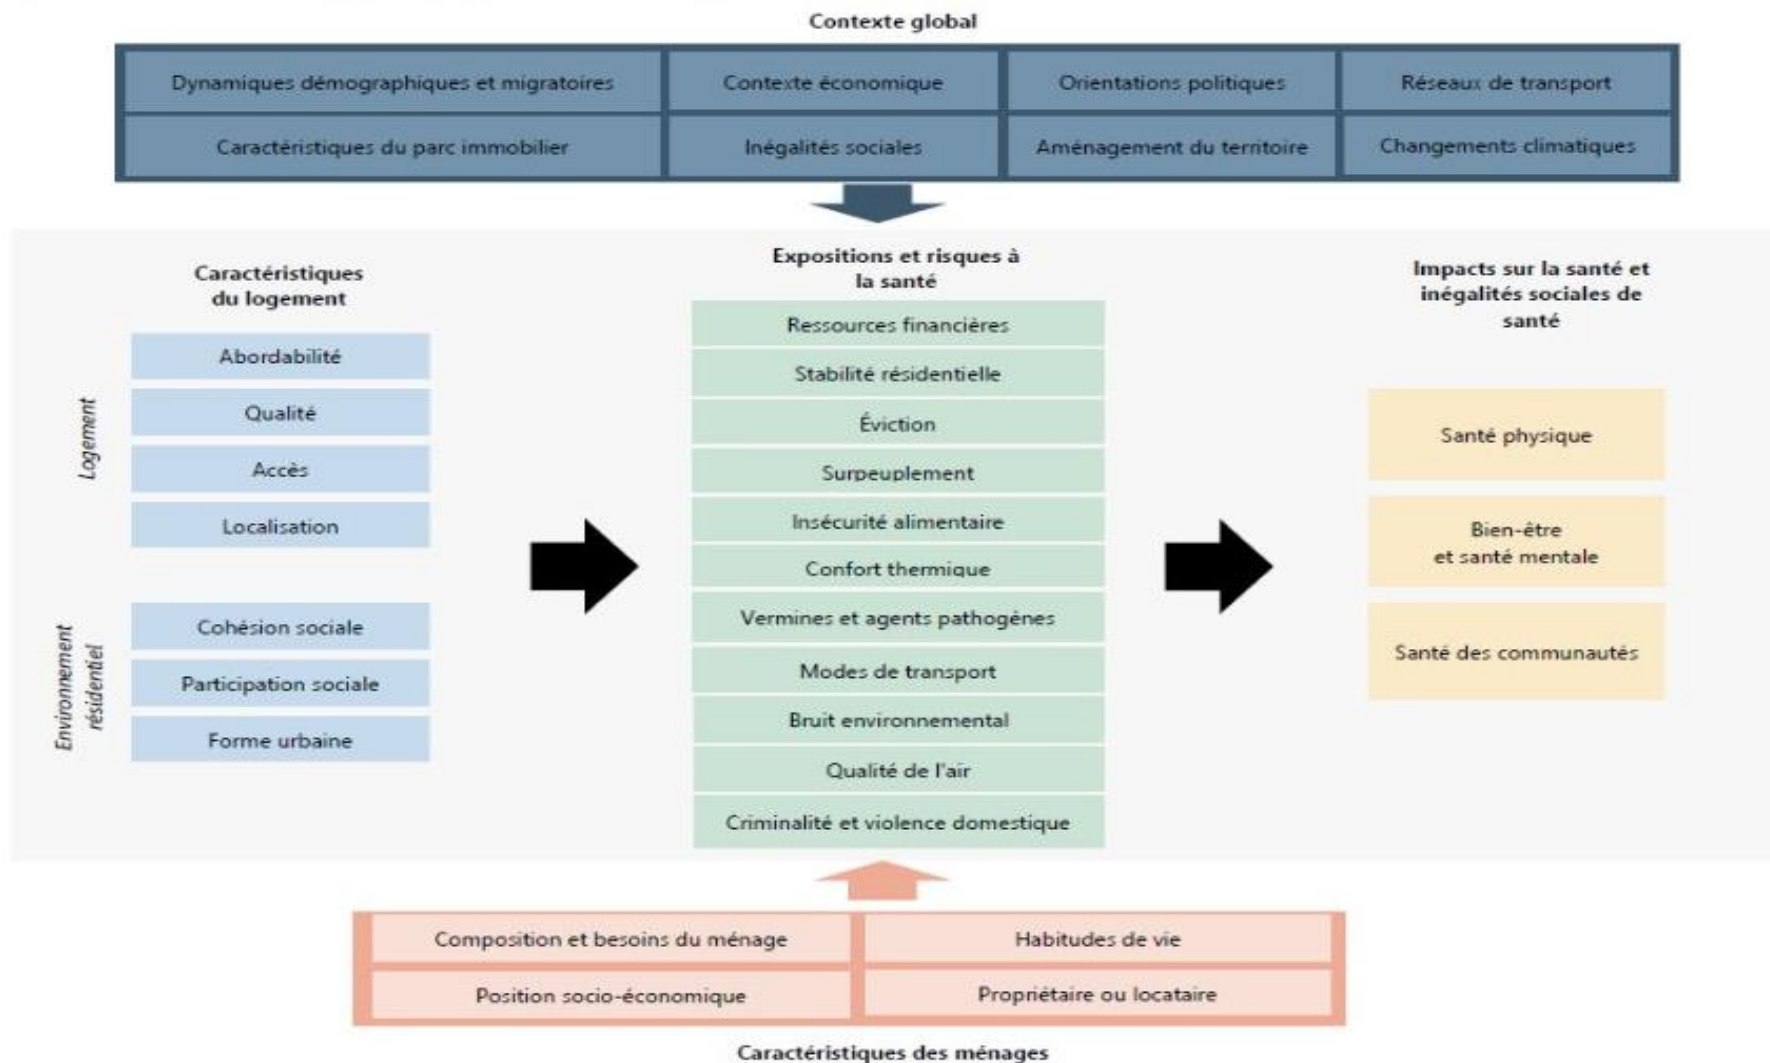 Contexte global
Dynamiques démographiques et migratoires
Contexte économique
Orientations politiques
Réseaux de transport
Caractéristiques du parc immobilier
Inégalités sociales
Aménagement du territoire
Changements climatiques
Caractéristiques
du logement
Logement
Abordabilité
Qualité
Accès
Localisation
Environnement
résidentiel
Cohésion sociale
Participation sociale
Forme urbaine
Expositions et risques à
la santé
Ressources financières
Stabilité résidentielle
Éviction
Surpeuplement
Insécurité alimentaire
Confort thermique
Vermines et agents pathogènes
Modes de transport
Bruit environnemental
Qualité de l'air
Criminalité et violence domestique
Impacts sur la santé et
inégalités sociales de
santé
Santé physique
Bien-être
et santé mentale
Santé des communautés
Composition et besoins du ménage
Habitudes de vie
Position socio-économique
Propriétaire ou locataire
Caractéristiques des ménages